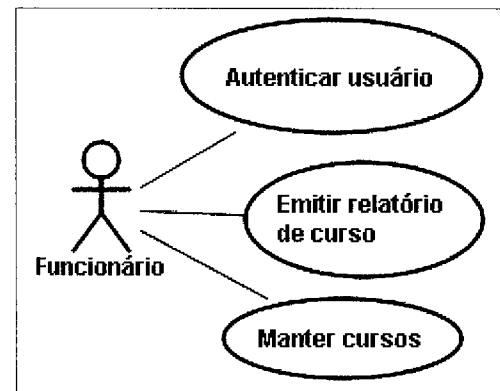 Autenticar usuário
Emitir relatório
de curso
Funcionário
Manter cursos